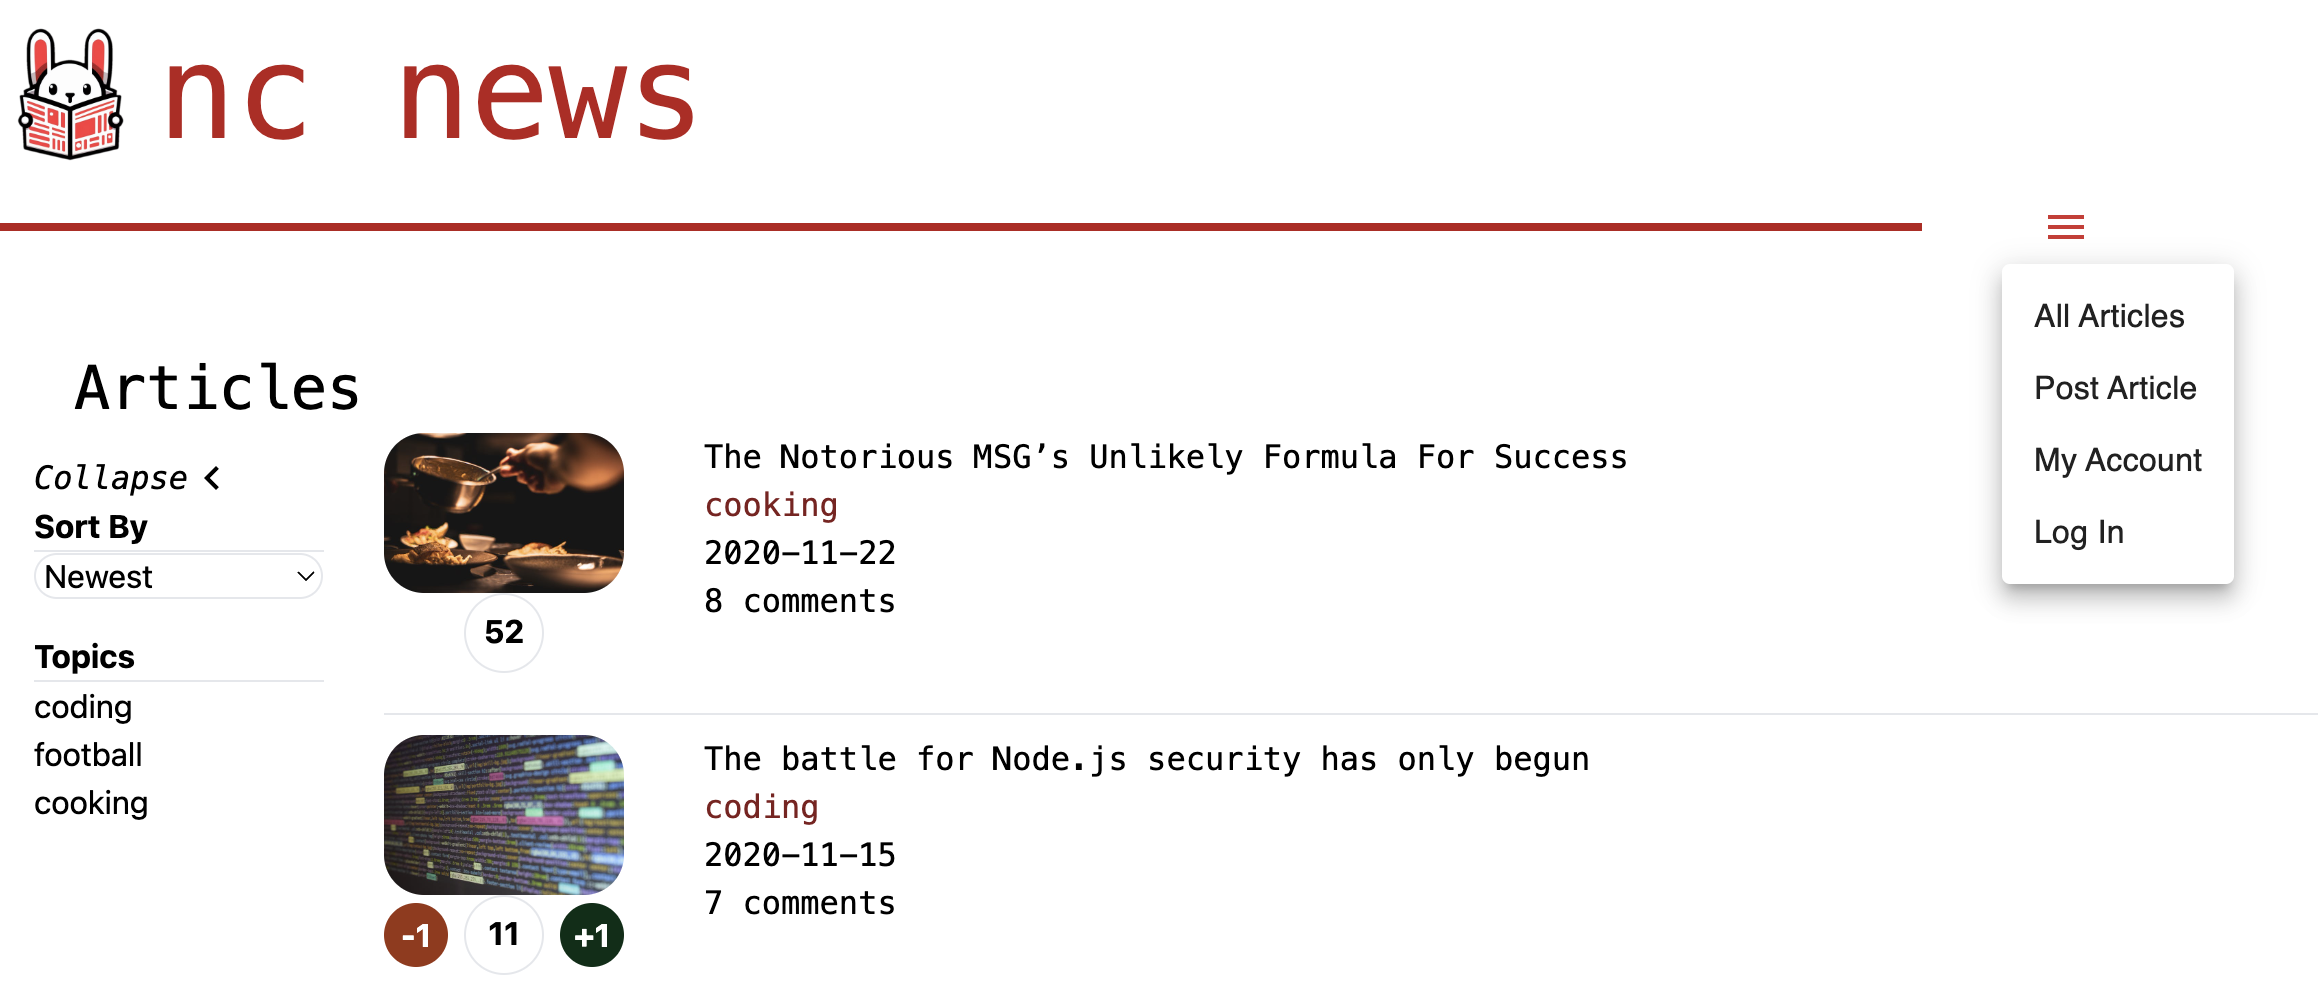 nc news
All Articles
Post Article
My Account
Log In
Articles
Collapse
Sort By
Newest
Topics
coding
football
cooking
The Notorious MSG’s Unlikely Formula For Success
cooking
2020-11-22
8 comments
52
The battle for Node.js security has only begun
coding
2020-11-15
7 comments
-1
11
+1